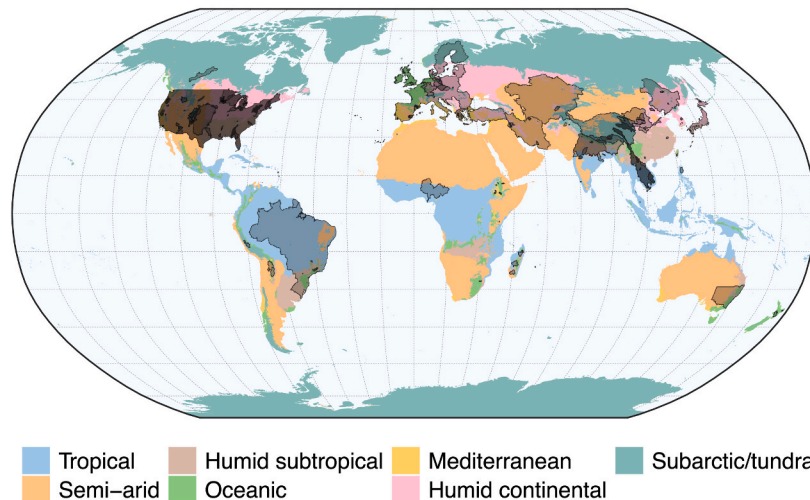 Tropical Humid subtropical Mediterranean Subarctic/tundra
Semi−arid Oceanic Humid continental